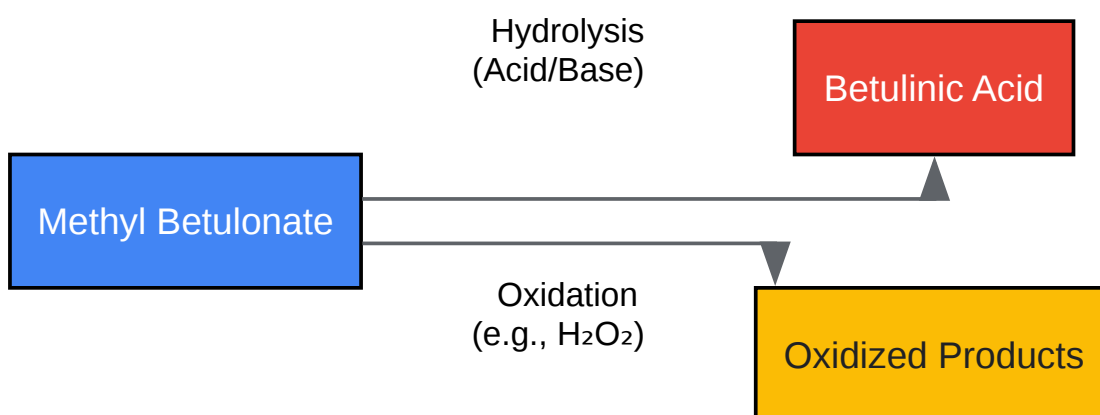 Hydrolysis
(Acid/Base)
Betulinic Acid
Methyl Betulonate
Oxidation
(e.g., H₂O₂)
Oxidized Products